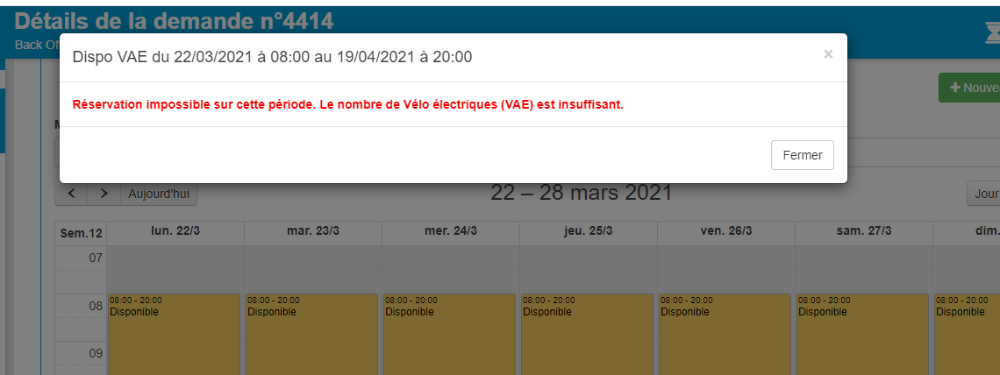 Détails de la demande n°4414
Back Of
Dispo VAE du 22/03/2021 à 08:00 au 19/04/2021 à 20:00
×
Réservation impossible sur cette période. Le nombre de Vélo électriques (VAE) est insuffisant.
Fermer
+ Nouve
< > Aujourd'hui
22 – 28 mars 2021
Jour
Sem.12 lun. 22/3 mar. 23/3 mer. 24/3 jeu. 25/3 ven. 26/3 sam. 27/3 dim.
07
08
08:00 - 20:00 08:00 - 20:00 08:00 - 20:00 08:00 - 20:00 08:00 - 20:00 08:00 - 20:00 08:00 - 20:00
Disponible Disponible Disponible Disponible Disponible Disponible Disponible
09